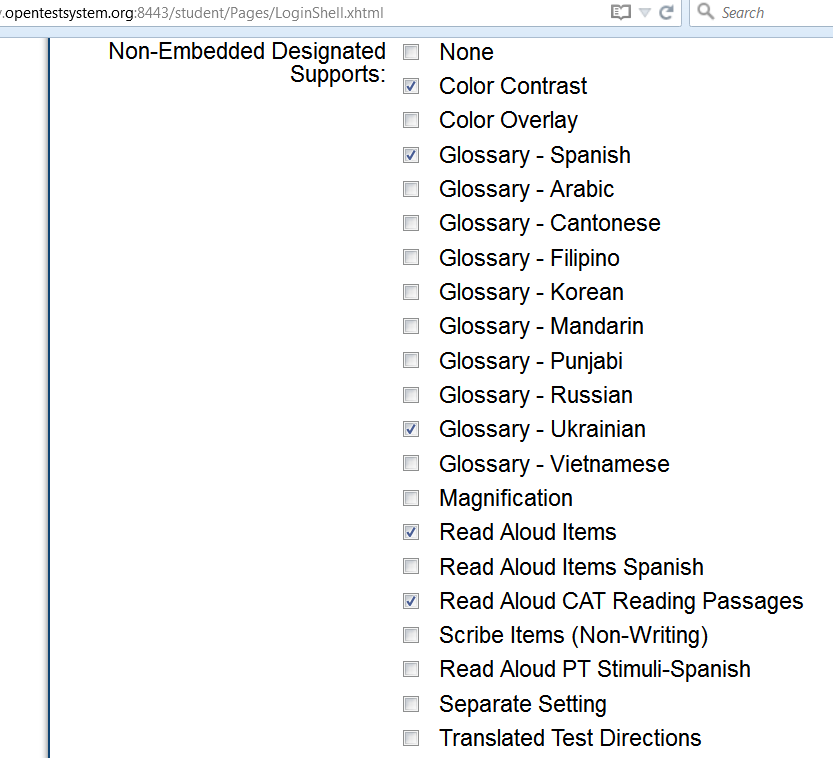 .opentestsystem.org:8443/student/Pages/LoginShell.xhtml
Search
Non-Embedded Designated
Supports:
None
Color Contrast
Color Overlay
Glossary - Spanish
Glossary - Arabic
Glossary - Cantonese
Glossary - Filipino
Glossary - Korean
Glossary - Mandarin
Glossary - Punjabi
Glossary - Russian
Glossary - Ukrainian
Glossary - Vietnamese
Magnification
Read Aloud Items
Read Aloud Items Spanish
Read Aloud CAT Reading Passages
Scribe Items (Non-Writing)
Read Aloud PT Stimuli-Spanish
Separate Setting
Translated Test Directions